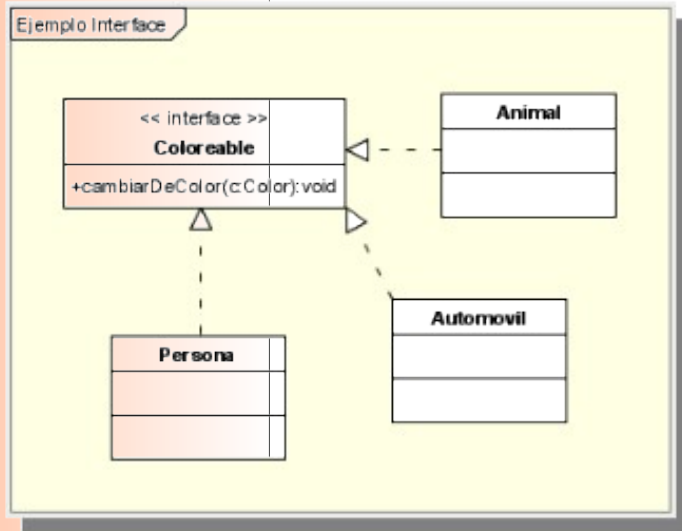 Ejemplo Interface
<< interface >>
Coloreable
+cambiarDeColor(c:Color):void
Animal
Automovil
Persona